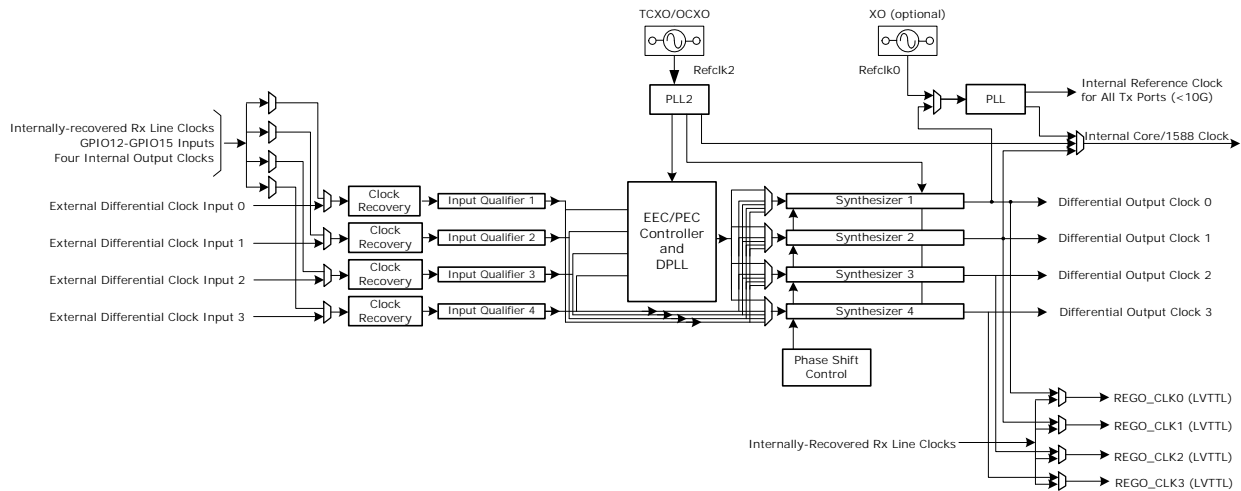 TCXO/OCXO
XO (optional)
Refclk2
Refclk0
PLL2
PLL
Internal Reference Clock
for All Tx Ports (<10G)
Internal Core/1588 Clock
Internally-recovered Rx Line Clocks
GPIO12-GPIO15 Inputs
Four Internal Output Clocks
External Differential Clock Input 0
Clock
Recovery
Input Qualifier 1
Synthesizer 1
Differential Output Clock 0
External Differential Clock Input 1
Clock
Recovery
Input Qualifier 2
EEC/PEC
Controller
and
DPLL
Synthesizer 2
Differential Output Clock 1
External Differential Clock Input 2
Clock
Recovery
Input Qualifier 3
Synthesizer 3
Differential Output Clock 2
External Differential Clock Input 3
Clock
Recovery
Input Qualifier 4
Synthesizer 4
Differential Output Clock 3
Phase Shift
Control
Internally-Recovered Rx Line Clocks
REGO_CLK0 (LVTTL)
REGO_CLK1 (LVTTL)
REGO_CLK2 (LVTTL)
REGO_CLK3 (LVTTL)